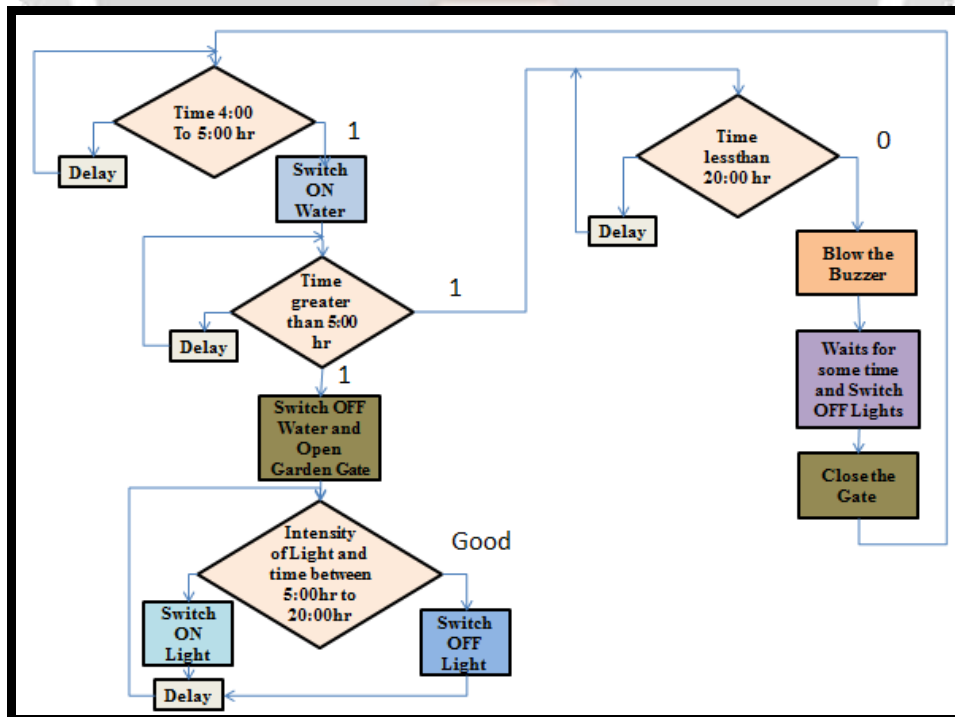 Time 4:00
To 5:00 hr
1
Delay
Switch
ON
Water
Time
greater
than 5:00
hr
1
Delay
1
Switch OFF
Water and
Open
Garden Gate
Intensity
of Light and
time between
5:00hr to
20:00hr
Good
Switch
ON
Light
Switch
OFF
Light
Delay
Time
lessthan
20:00 hr
0
Delay
Blow the
Buzzer
Waits for
some time
and Switch
OFF Lights
Close the
Gate